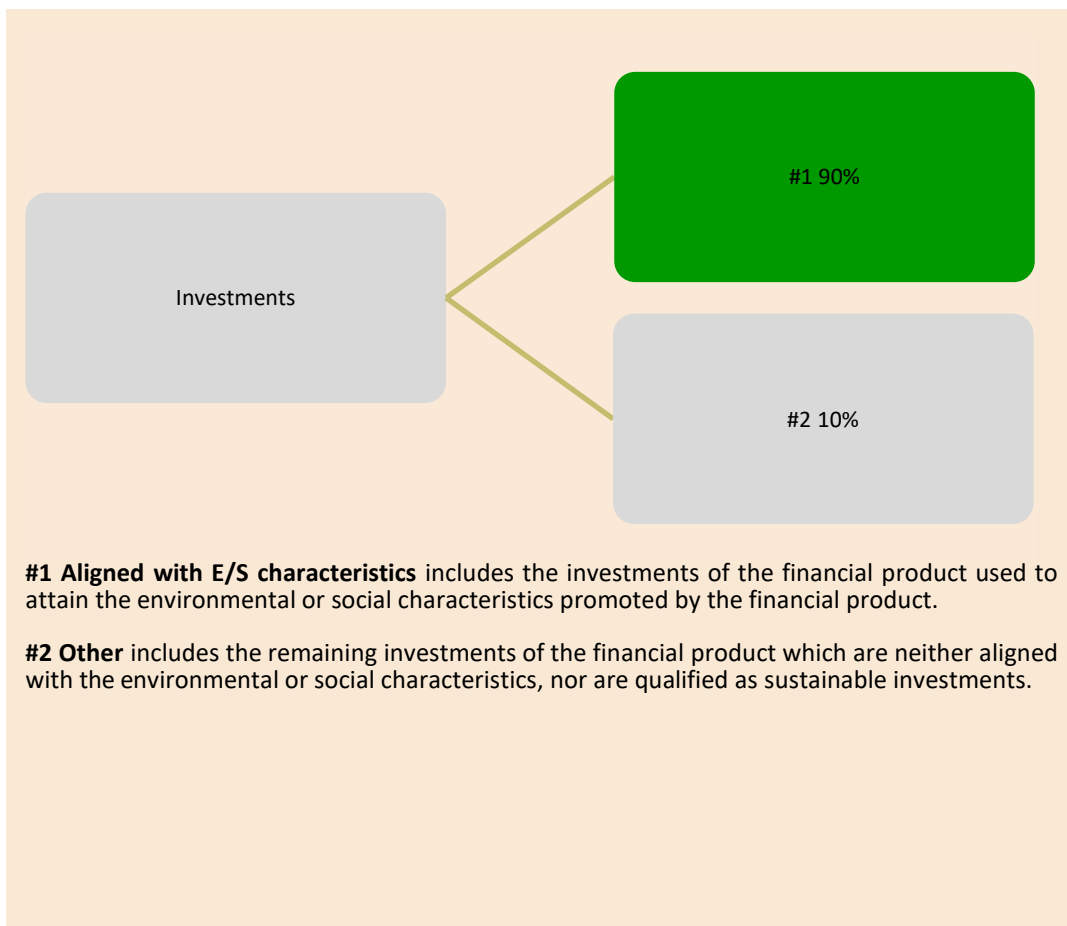 #1 90%
Investments
#2 10%
#1 Aligned with E/S characteristics includes the investments of the financial product used to
attain the environmental or social characteristics promoted by the financial product.
#2 Other includes the remaining investments of the financial product which are neither aligned
with the environmental or social characteristics, nor are qualified as sustainable investments.